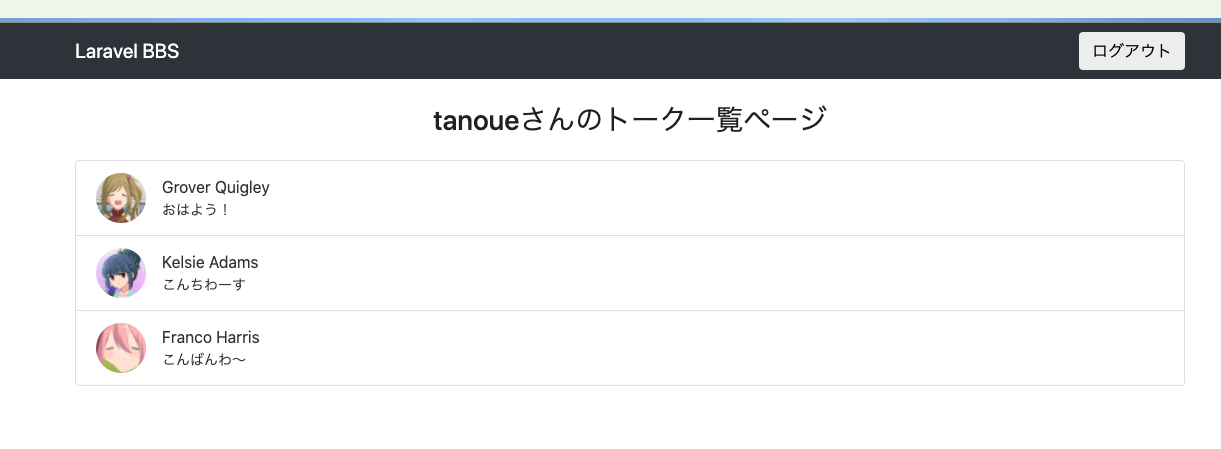 Laravel BBS
ログアウト
tanoueさんのトーク一覧ページ
Grover Quigley
おはよう！
Kelsie Adams
こんちわーす
Franco Harris
こんばんわ〜